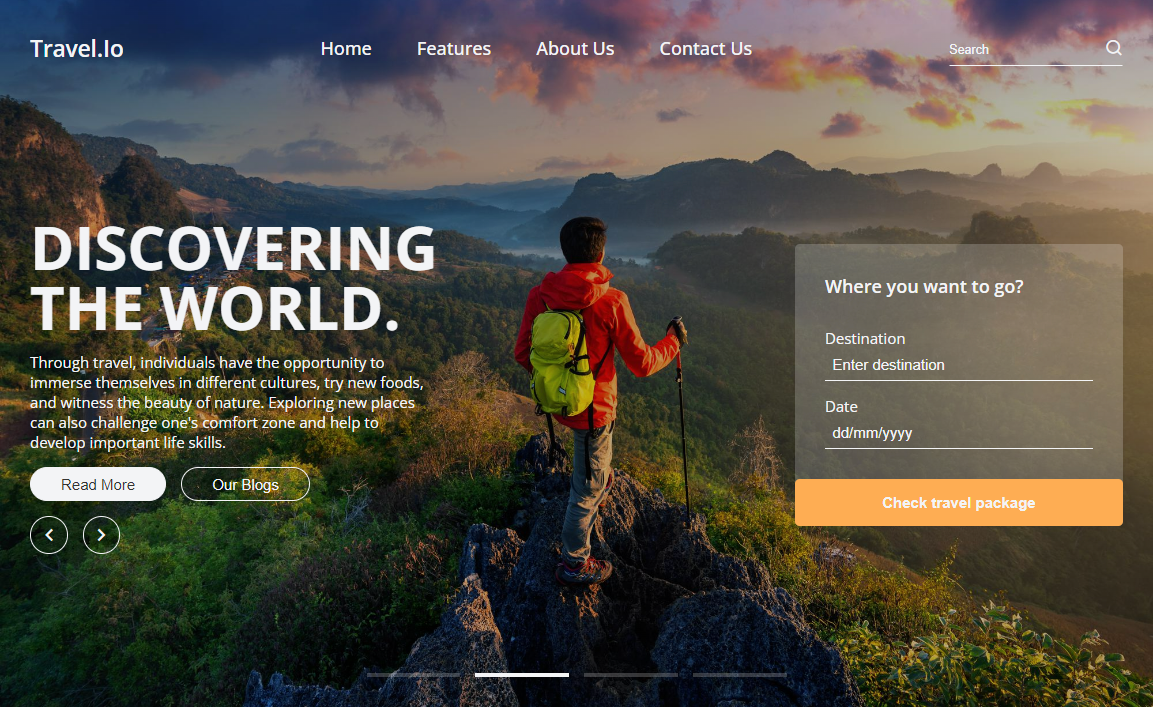 Travel.Io
Home
Features
About Us
Contact Us
Search
DISCOVERING
THE WORLD.
Through travel, individuals have the opportunity to
immerse themselves in different cultures, try new foods,
and witness the beauty of nature. Exploring new places
can also challenge one's comfort zone and help to
develop important life skills.
Read More
Our Blogs
Where you want to go?
Destination
Enter destination
Date
dd/mm/yyyy
Check travel package